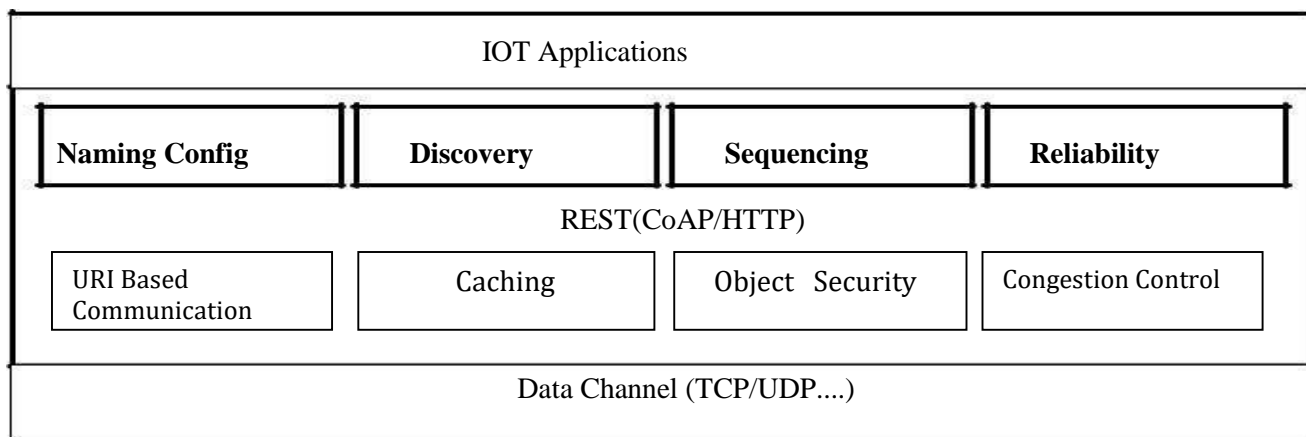 IOT Applications
Naming Config
Discovery
Sequencing
Reliability
REST(CoAP/HTTP)
URI Based
Communication
Caching
Object Security
Congestion Control
Data Channel (TCP/UDP....)